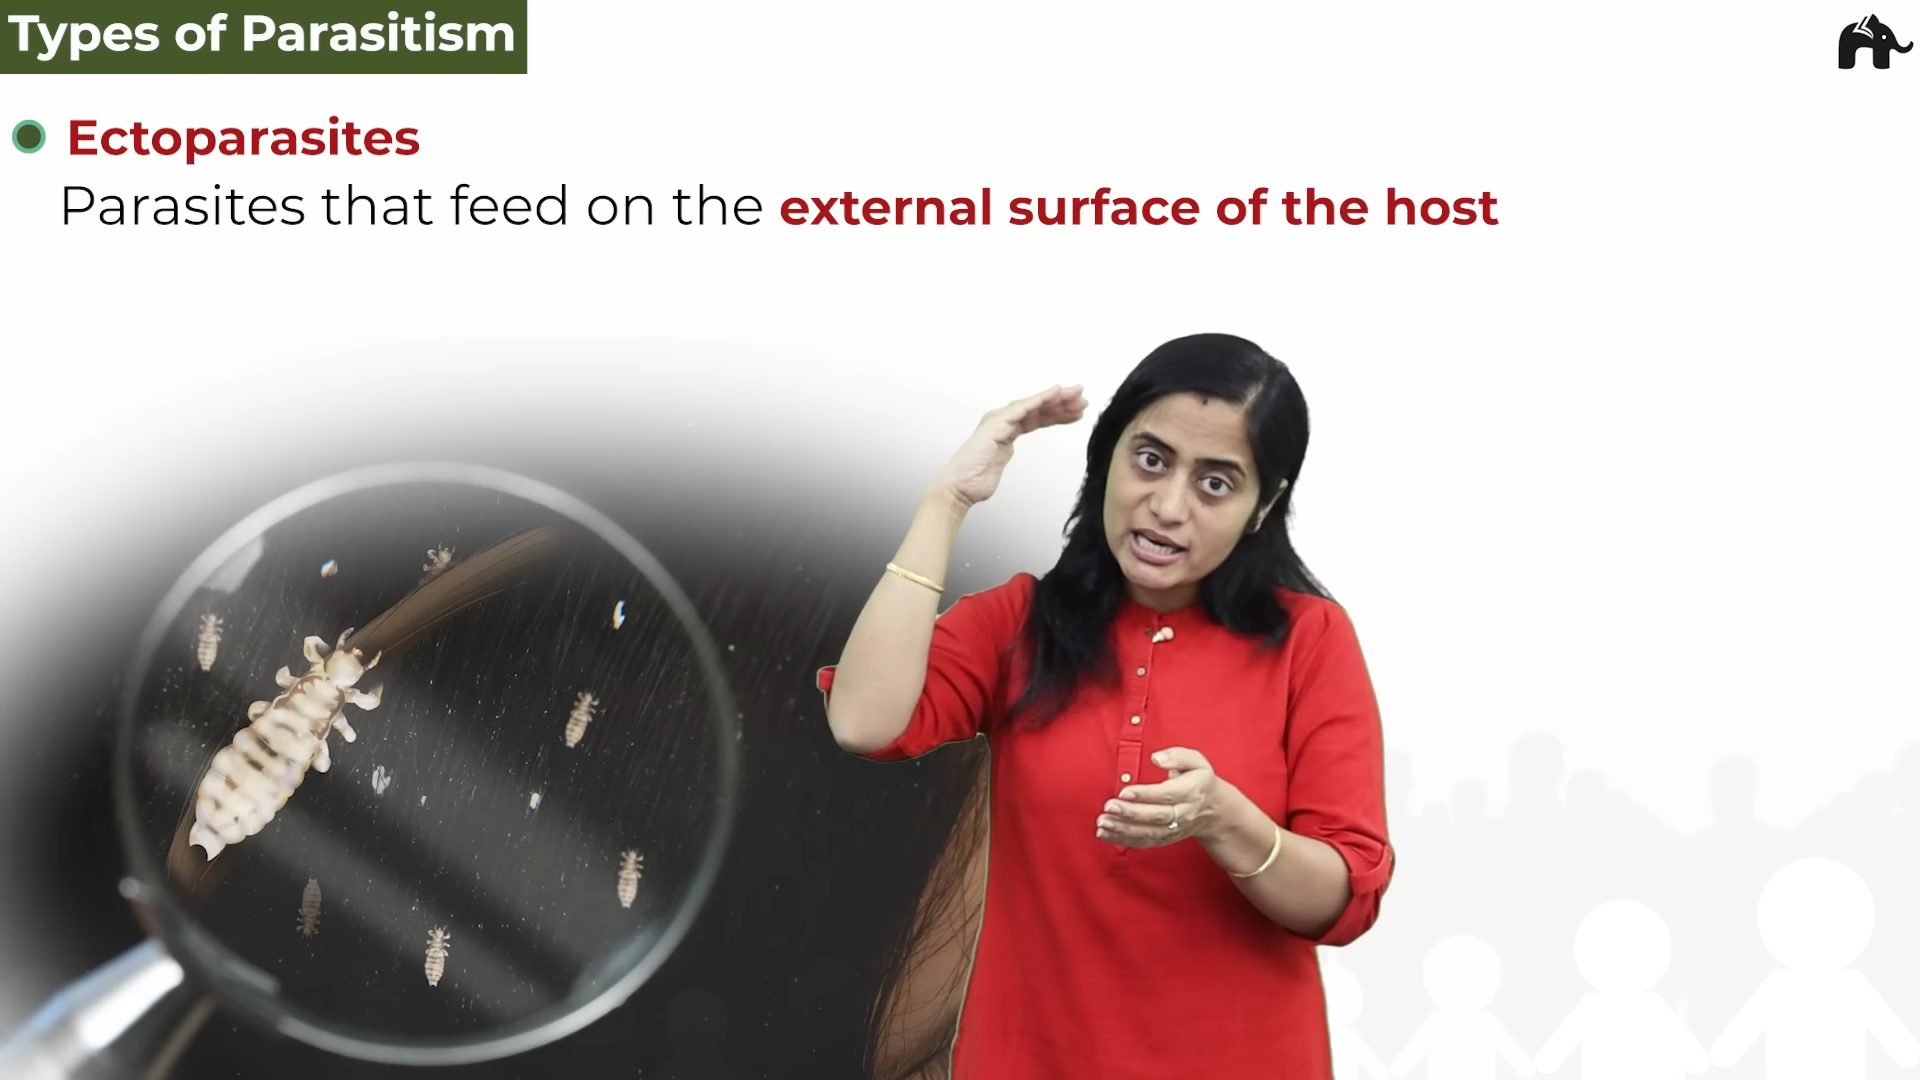 Types of Parasitism
Ectoparasites
Parasites that feed on the external surface of the host